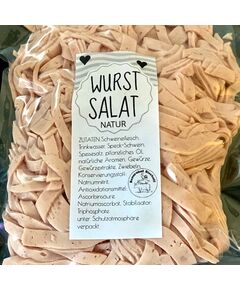 WURST
SALAT
NATUR
ZUTATEN: Schweinefleisch,
Trinkwasser, Speck-Schwein,
Speisesalz, pflanzliches Öl,
natürliche Aromen, Gewürze,
Gewürzextrakte, Zwiebeln,
Konservierungsstoff:
Natriumnitrit,
Antioxidationsmittel:
Ascorbinsäure,
Natriumascorbat, Stabilisator:
Triphosphate.
unter Schutzatmosphäre
verpackt